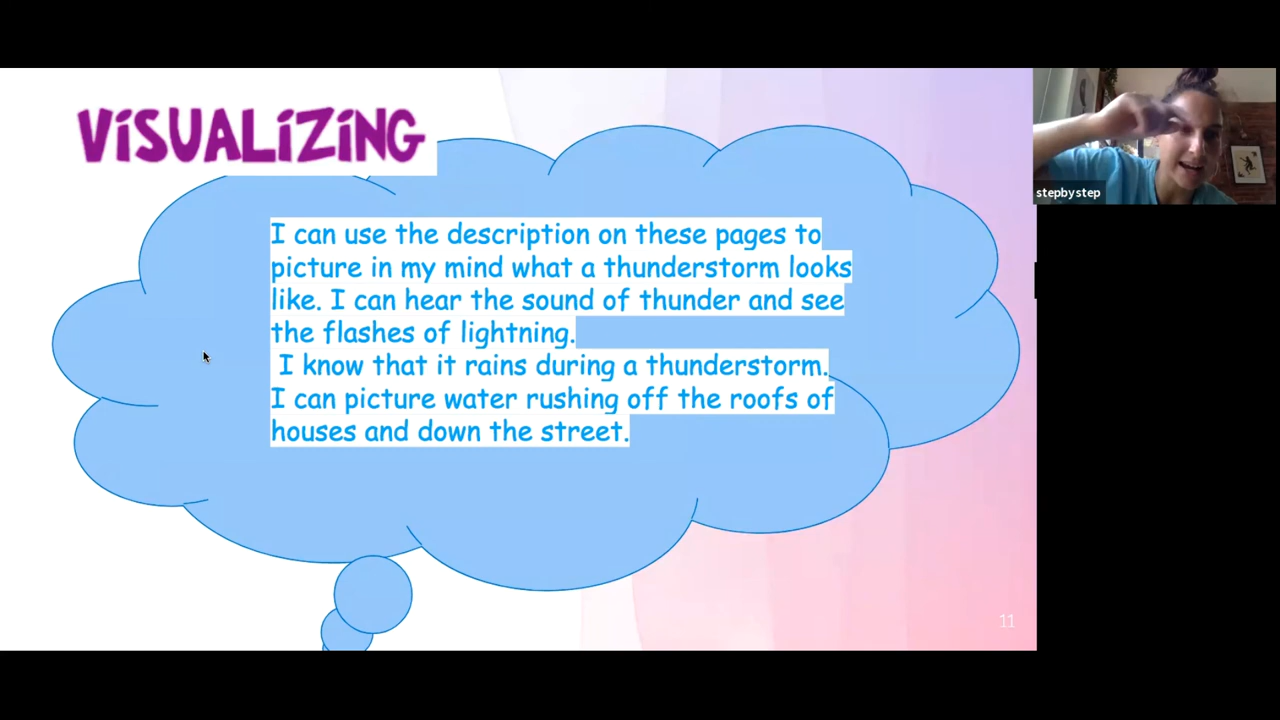 VISUALIZING
I can use the description on these pages to
picture in my mind what a thunderstorm looks
like. I can hear the sound of thunder and see
the flashes of lightning.
I know that it rains during a thunderstorm.
I can picture water rushing off the roofs of
houses and down the street.
11
stepbystep